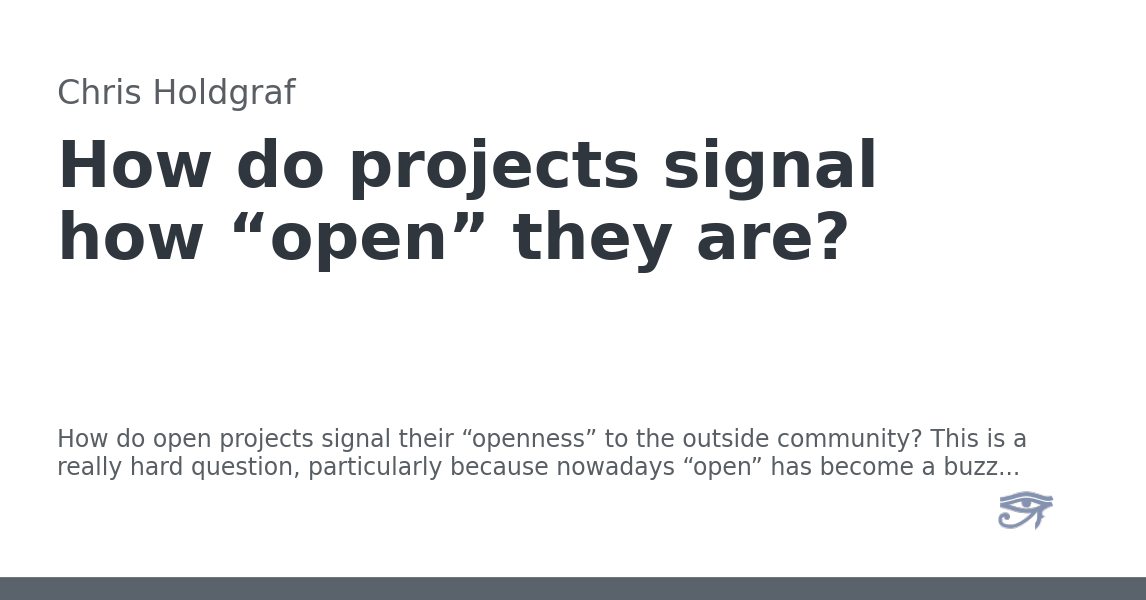 Chris Holdgraf
How do projects signal
how “open” they are?
How do open projects signal their “openness” to the outside community? This is a
really hard question, particularly because nowadays “open” has become a buzz...